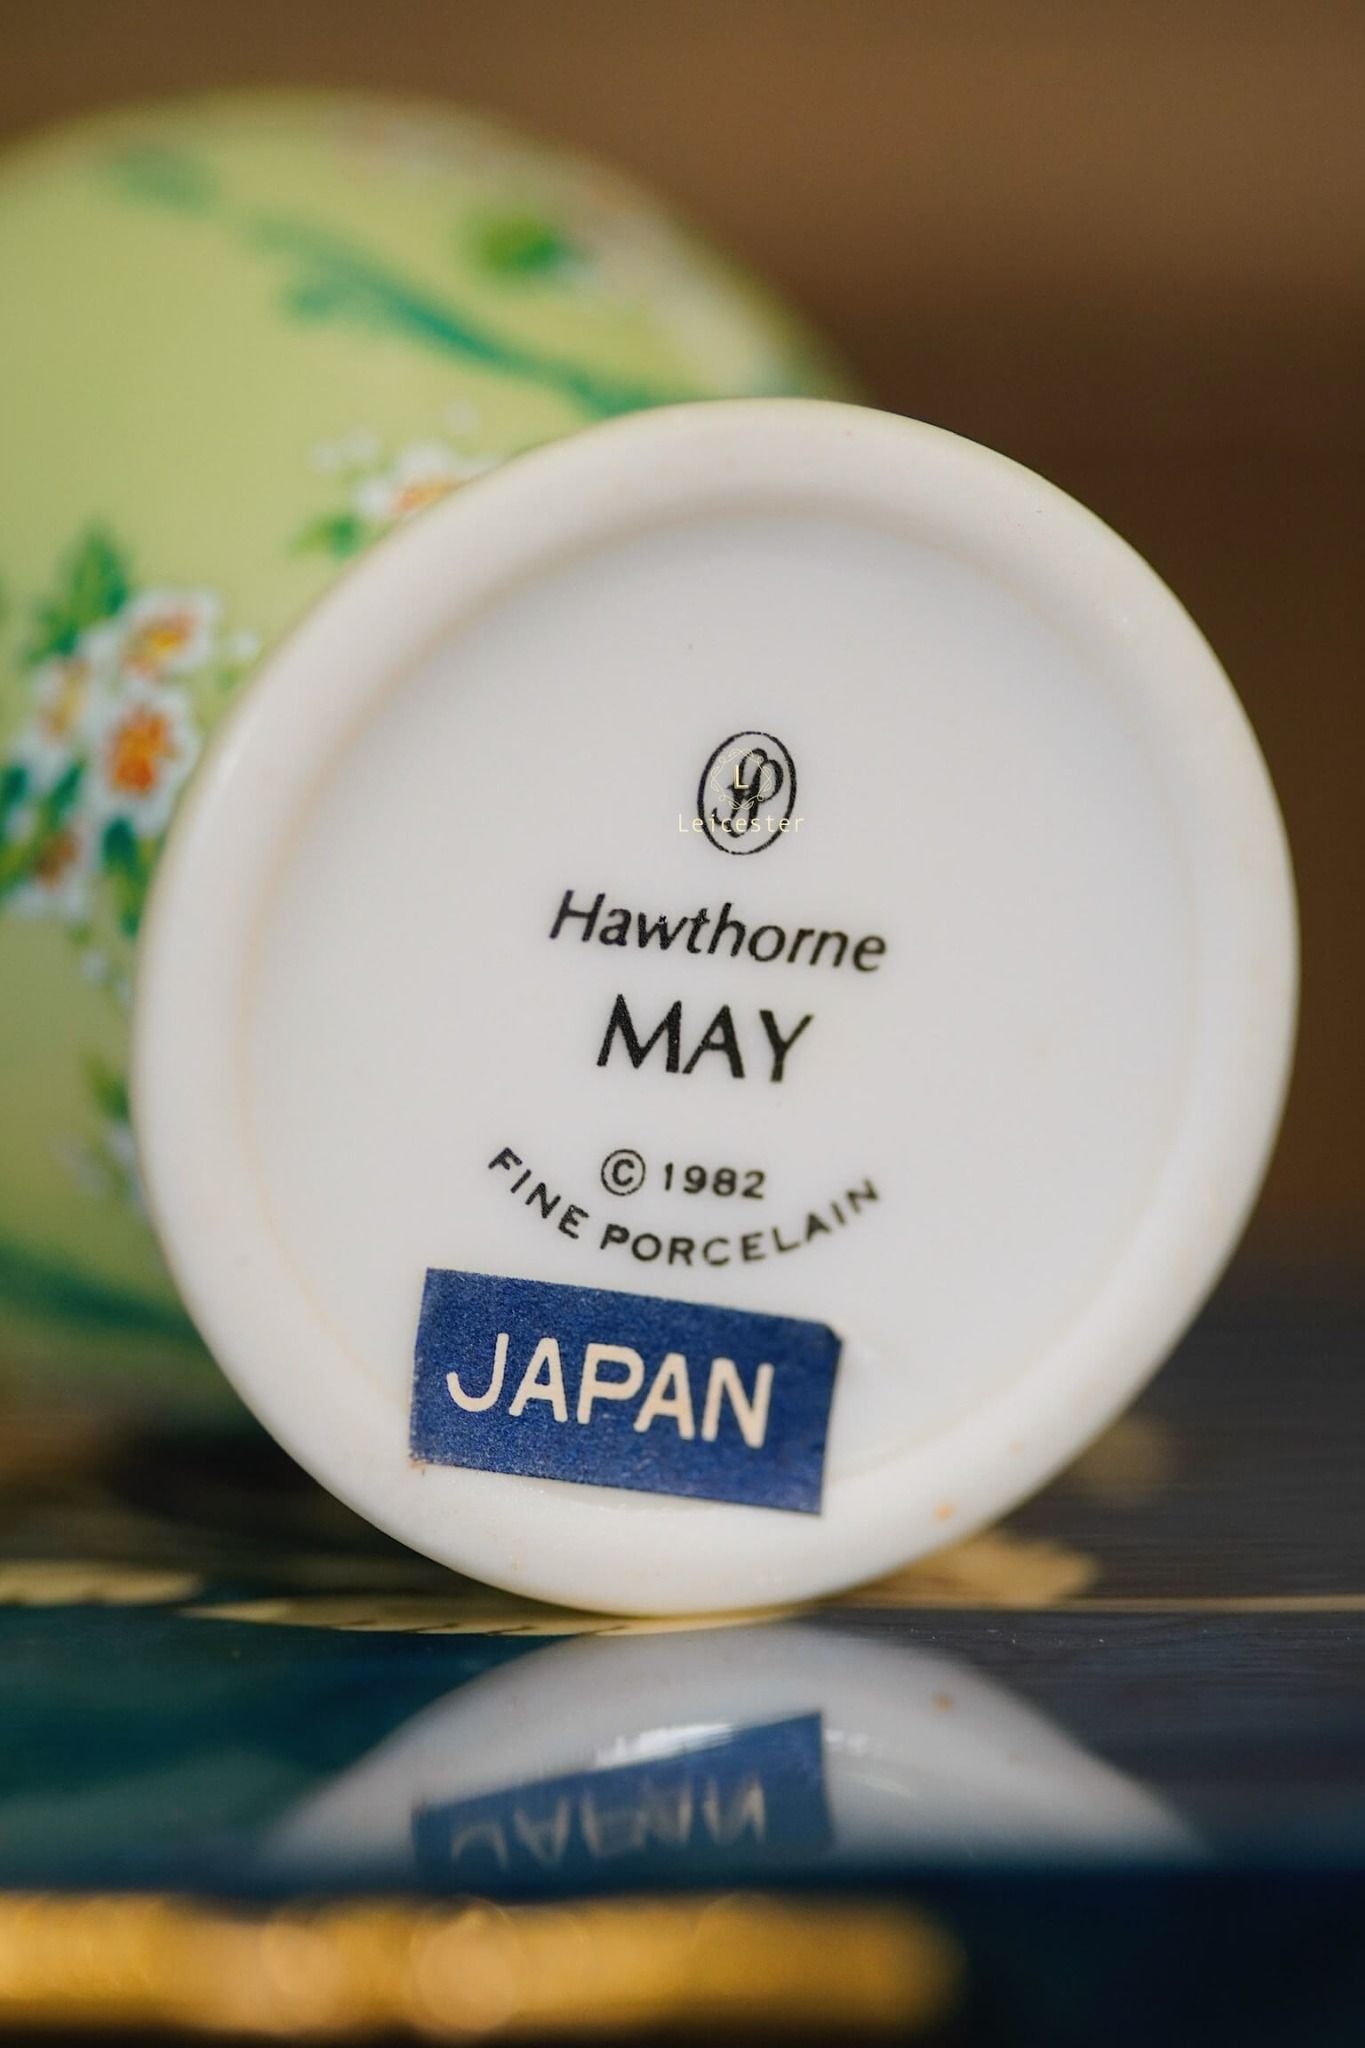 L
Leicester
Hawthorne
MAY
© 1982
FINE PORCELAIN
JAPAN